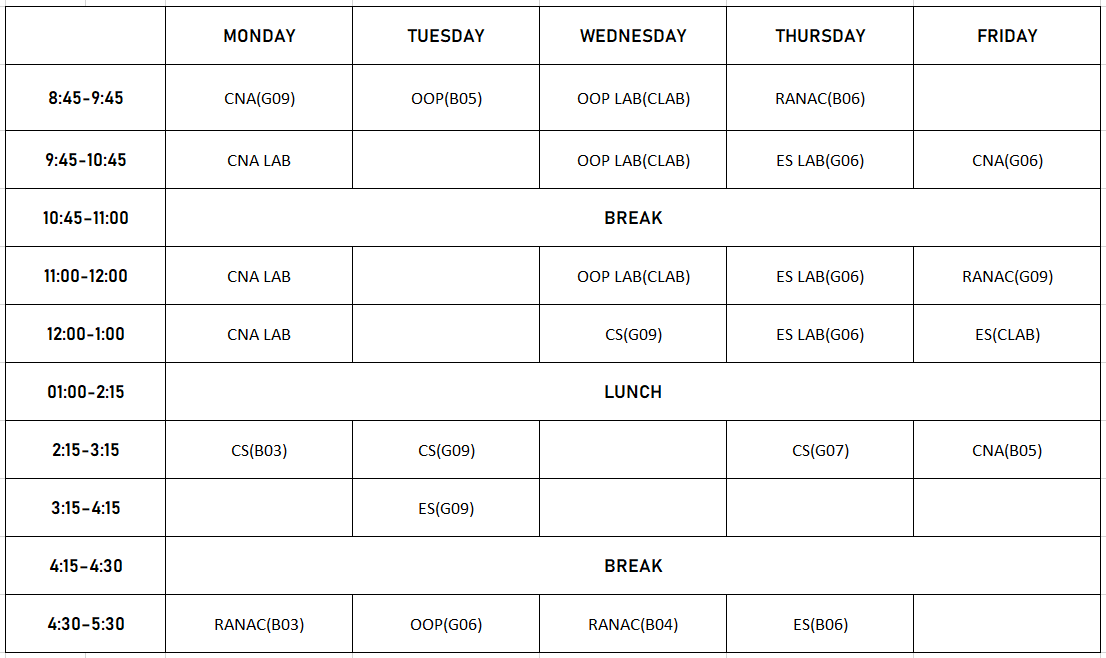 MONDAY TUESDAY WEDNESDAY THURSDAY FRIDAY
8:45-9:45 CNA(G09) OOP(B05) OOP LAB(CLAB) RANAC(B06)
9:45-10:45 CNA LAB OOP LAB(CLAB) ES LAB(G06) CNA(G06)
10:45-11:00 BREAK
11:00-12:00 CNA LAB OOP LAB(CLAB) ES LAB(G06) RANAC(G09)
12:00-1:00 CNA LAB CS(G09) ES LAB(G06) ES(CLAB)
01:00-2:15 LUNCH
2:15-3:15 CS(B03) CS(G09) CS(G07) CNA(B05)
3:15-4:15 ES(G09)
4:15-4:30 BREAK
4:30-5:30 RANAC(B03) OOP(G06) RANAC(B04) ES(B06)